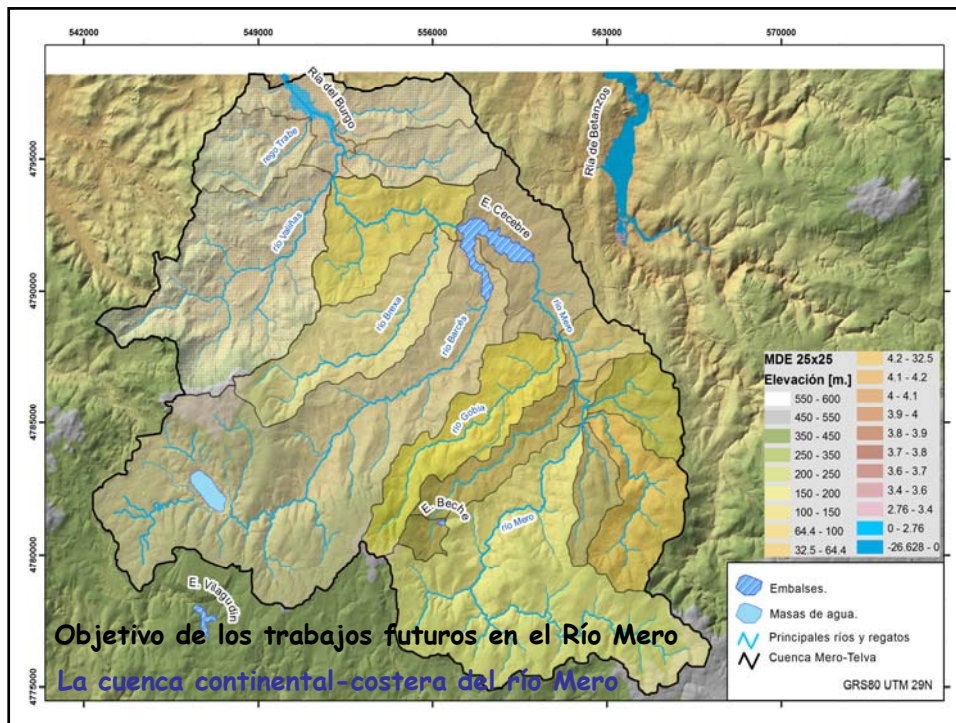 542000 549000 556000 563000 570000
4795000
4790000
4785000
4780000
4775000
Ría del Burgo
Ría de Betanzos
rego Trabe
río Valiñas
E. Cecebre
río Brexa
río Barcés
río Mero
río Gobia
E. Beche
río Mero
E. Vilagudín
MDE 25x25
Elevación [m.]
550 - 600
450 - 550
350 - 450
250 - 350
200 - 250
150 - 200
100 - 150
64.4 - 100
32.5 - 64.4
4.2 - 32.5
4.1 - 4.2
4 - 4.1
3.9 - 4
3.8 - 3.9
3.7 - 3.8
3.6 - 3.7
3.4 - 3.6
2.76 - 3.4
0 - 2.76
-26.628 - 0
Embalses.
Masas de agua.
Principales ríos y regatos
Cuenca Mero-Telva
GRS80 UTM 29N
Objetivo de los trabajos futuros en el Río Mero
La cuenca continental-costera del río Mero